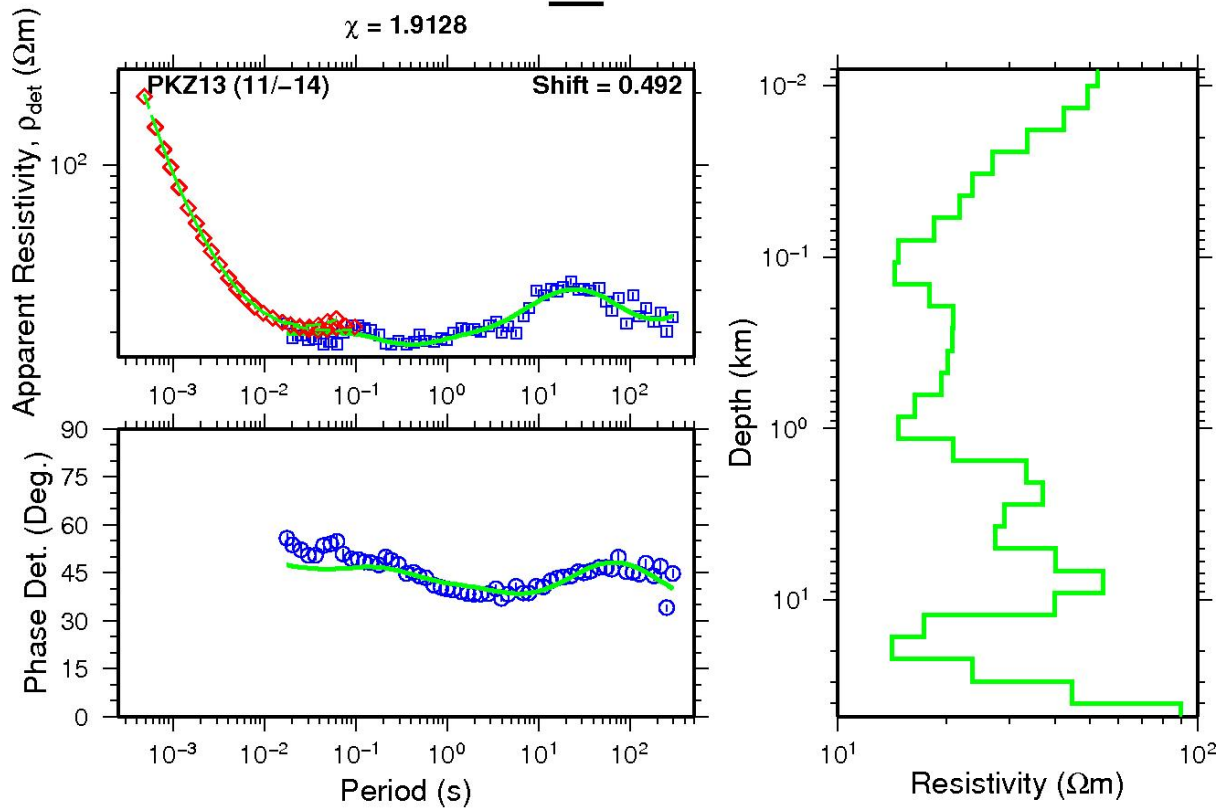 χ = 1.9128
PKZ13 (11/−14)
Shift = 0.492
Apparent Resistivity, ρdet (Ωm)
10²
10⁻³ 10⁻² 10⁻¹ 10⁰ 10¹ 10²
Phase Det. (Deg.)
90
75
60
45
30
15
0
10⁻³ 10⁻² 10⁻¹ 10⁰ 10¹ 10²
Period (s)
Depth (km)
10⁻²
10⁻¹
10⁰
10¹
10¹ 10²
Resistivity (Ωm)